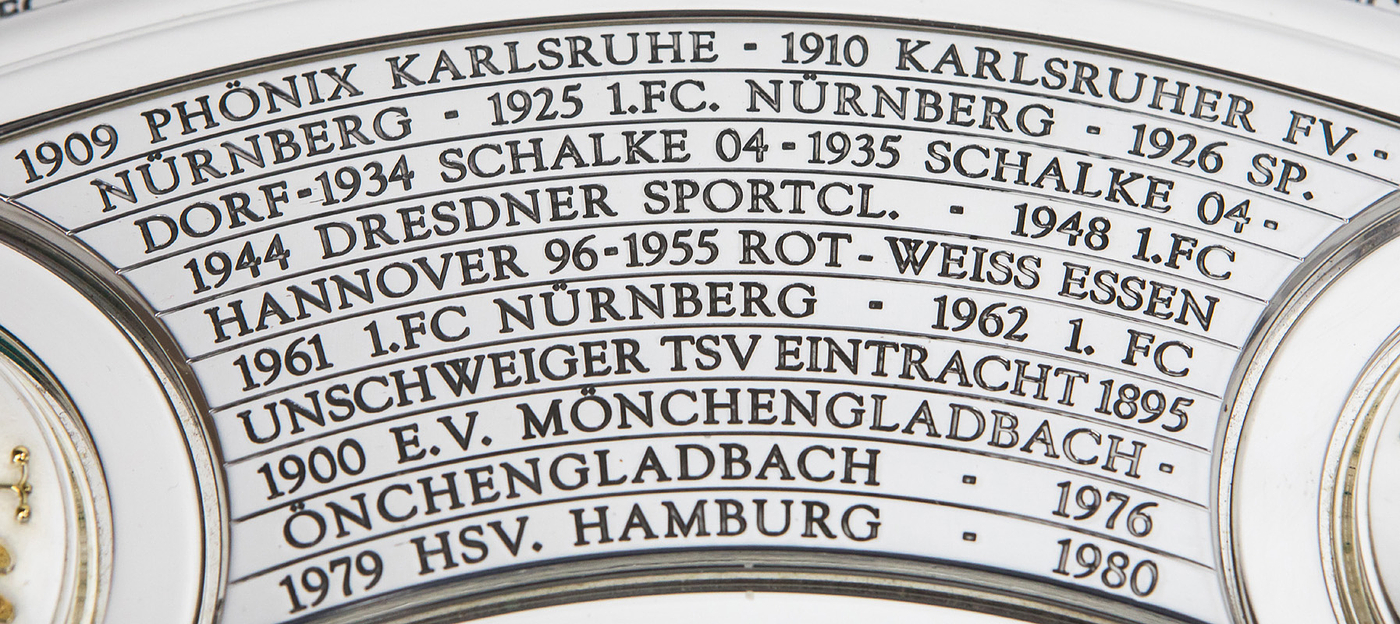 1909 PHÖNIX KARLSRUHE - 1910 KARLSRUHER FV. -
NÜRNBERG - 1925 1.FC. NÜRNBERG - 1926 SP.
DORF-1934 SCHALKE 04-1935 SCHALKE 04-
1944 DRESDNER SPORTCL. - 1948 1.FC
HANNOVER 96-1955 ROT-WEISS ESSEN
1961 1.FC NÜRNBERG - 1962 1. FC
UNSCHWEIGER TSV EINTRACHT 1895
1900 E.V. MÖNCHENGLADBACH-
ÖNCHENGLADBACH - 1976
1979 HSV. HAMBURG - 1980